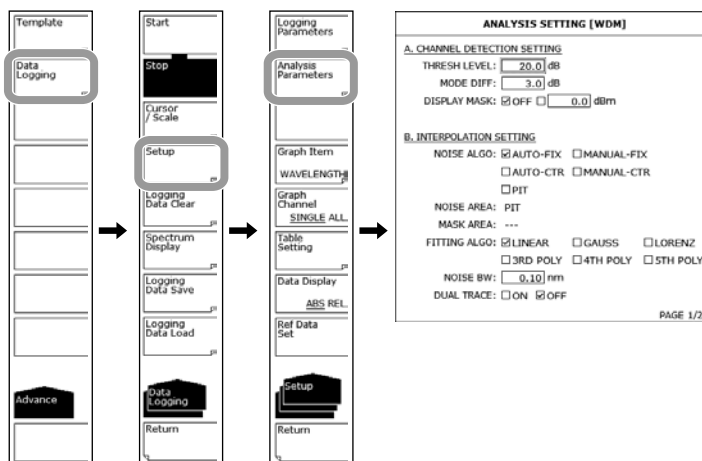 Template
Data
Logging
Advance
Start
Stop
Cursor
/ Scale
Setup
Logging
Data Clear
Spectrum
Display
Logging
Data Save
Logging
Data Load
Data
Logging
Return
Logging
Parameters
Analysis
Parameters
Graph Item
WAVELENGTH
Graph
Channel
SINGLE ALL
Table
Setting
Data Display
ABS REL
Ref Data
Set
Setup
Return
ANALYSIS SETTING [WDM]
A. CHANNEL DETECTION SETTING
THRESH LEVEL: 20.0 dB
MODE DIFF: 3.0 dB
DISPLAY MASK: ☑OFF ☐ 0.0 dBm
B. INTERPOLATION SETTING
NOISE ALGO: ☑AUTO-FIX ☐MANUAL-FIX
☐AUTO-CTR ☐MANUAL-CTR
☐PIT
NOISE AREA: PIT
MASK AREA: ---
FITTING ALGO: ☑LINEAR ☐GAUSS ☐LORENZ
☐3RD POLY ☐4TH POLY ☐5TH POLY
NOISE BW: 0.10 nm
DUAL TRACE: ☐ON ☑OFF
PAGE 1/2